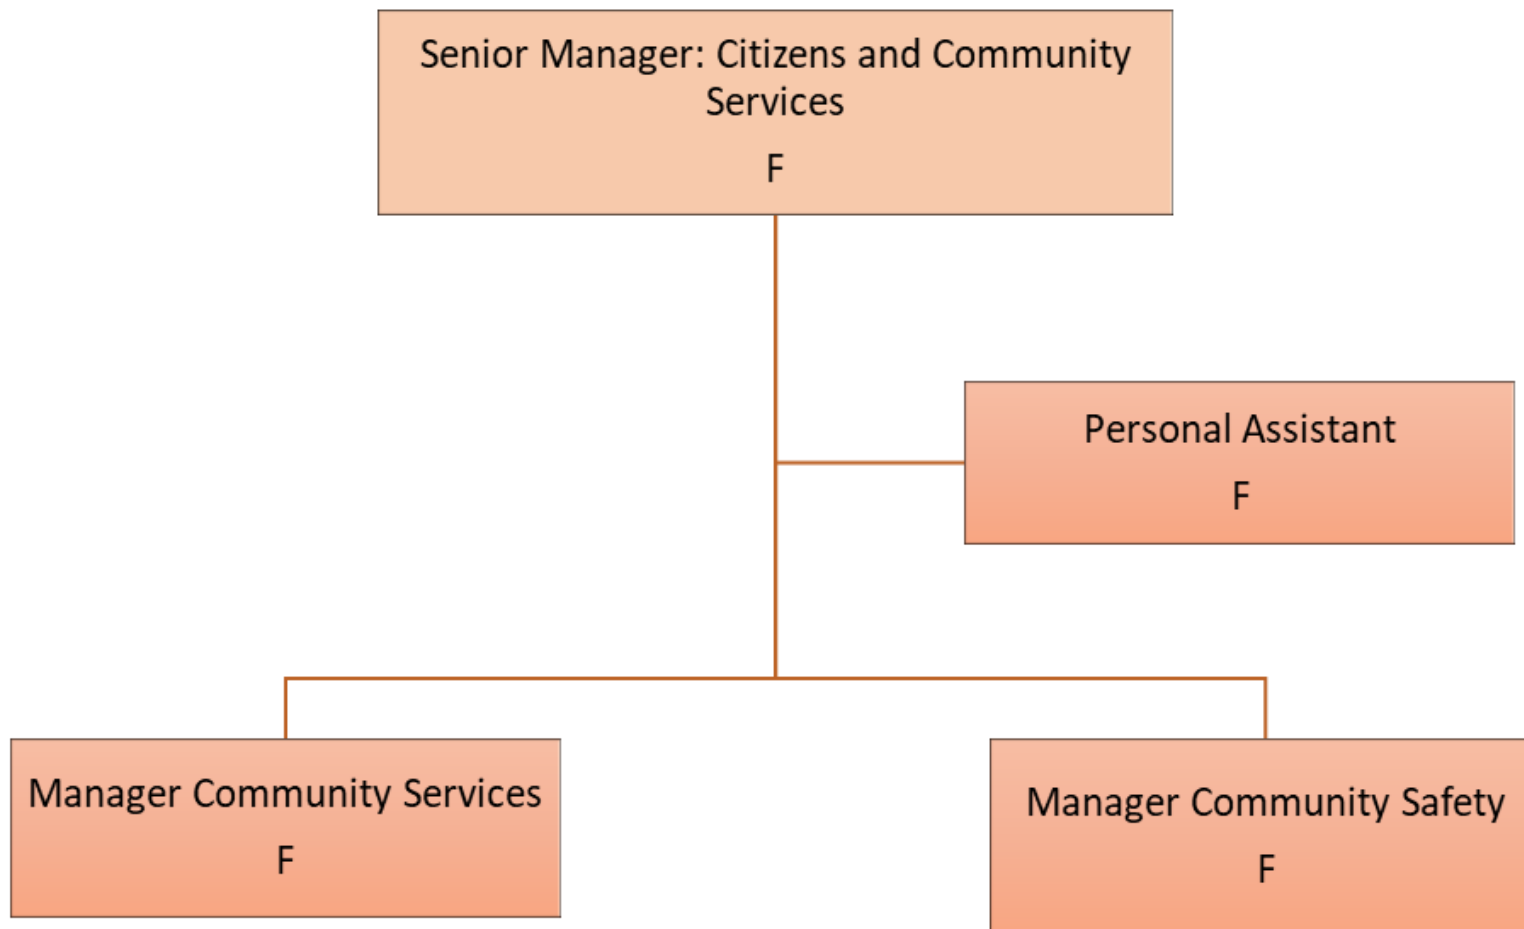 Senior Manager: Citizens and Community
Services
F
Personal Assistant
F
Manager Community Services
F
Manager Community Safety
F